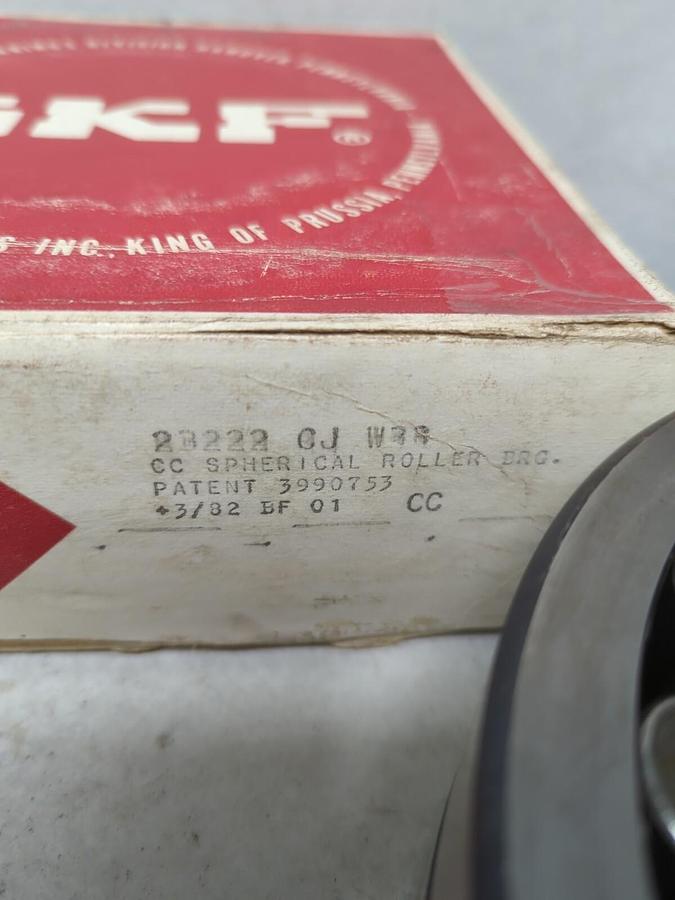 SKF®
INC. KING OF PRUSSIA, PENNSYLVANIA
23222 CJ W33
CC SPHERICAL ROLLER BRG.
PATENT 3990753
+3/82 BF 01 CC